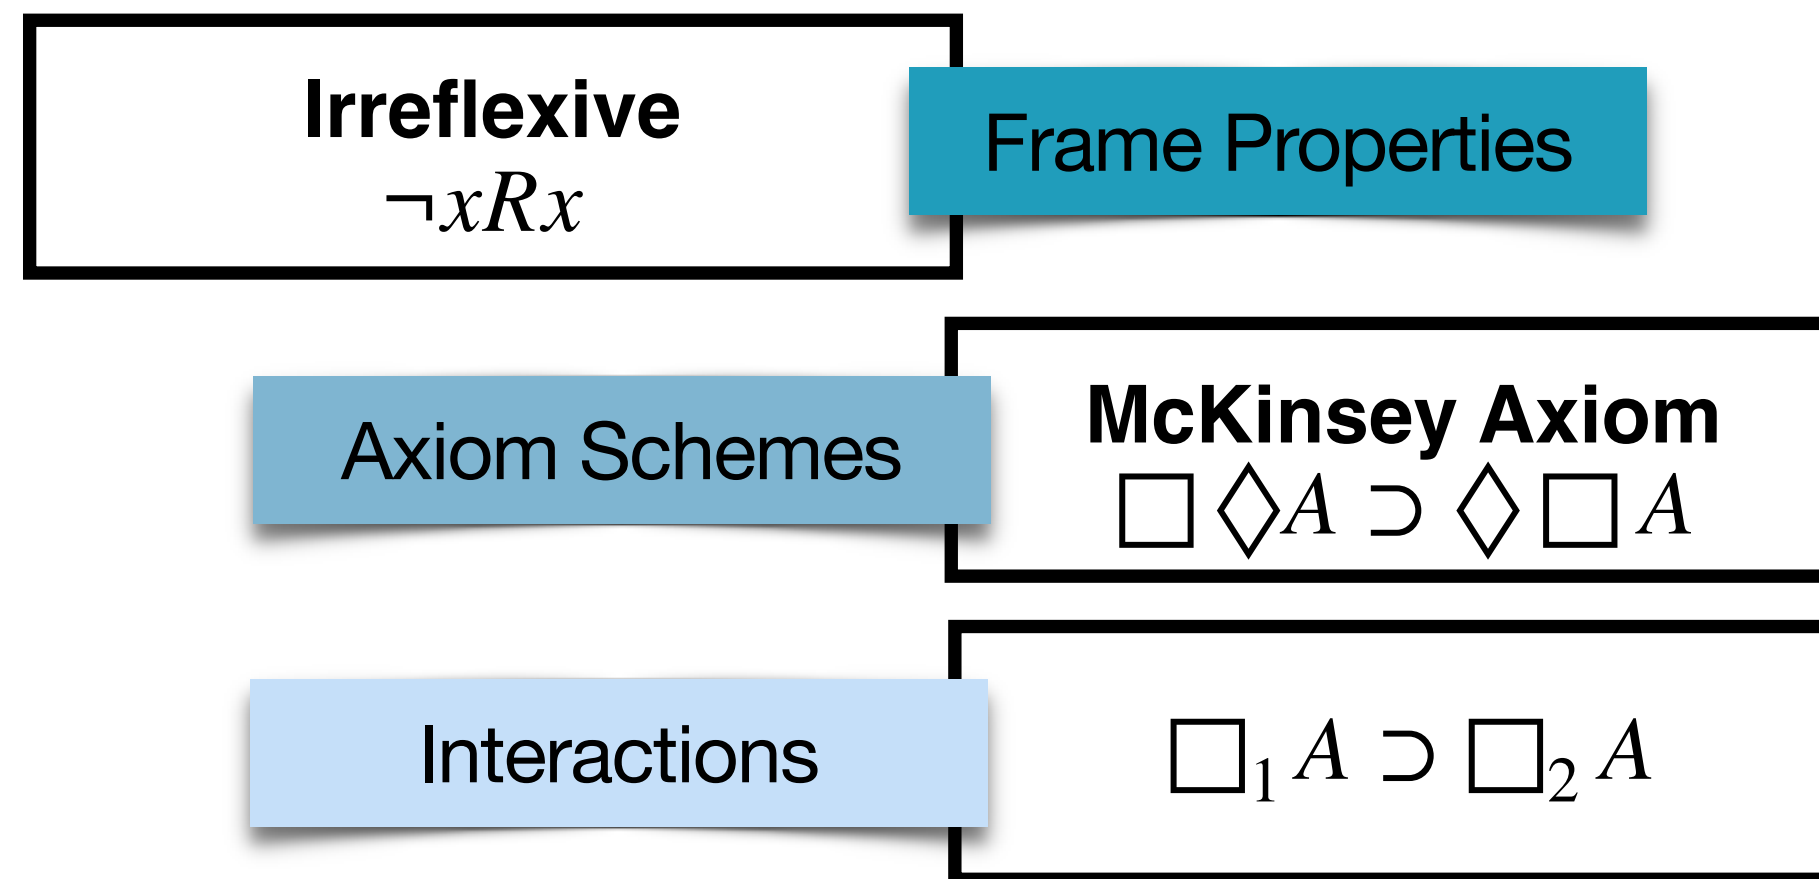 Irreflexive
¬xRx
Frame Properties
Axiom Schemes
McKinsey Axiom
□◊A ⊃ ◊□A
Interactions
□₁A ⊃ □₂A